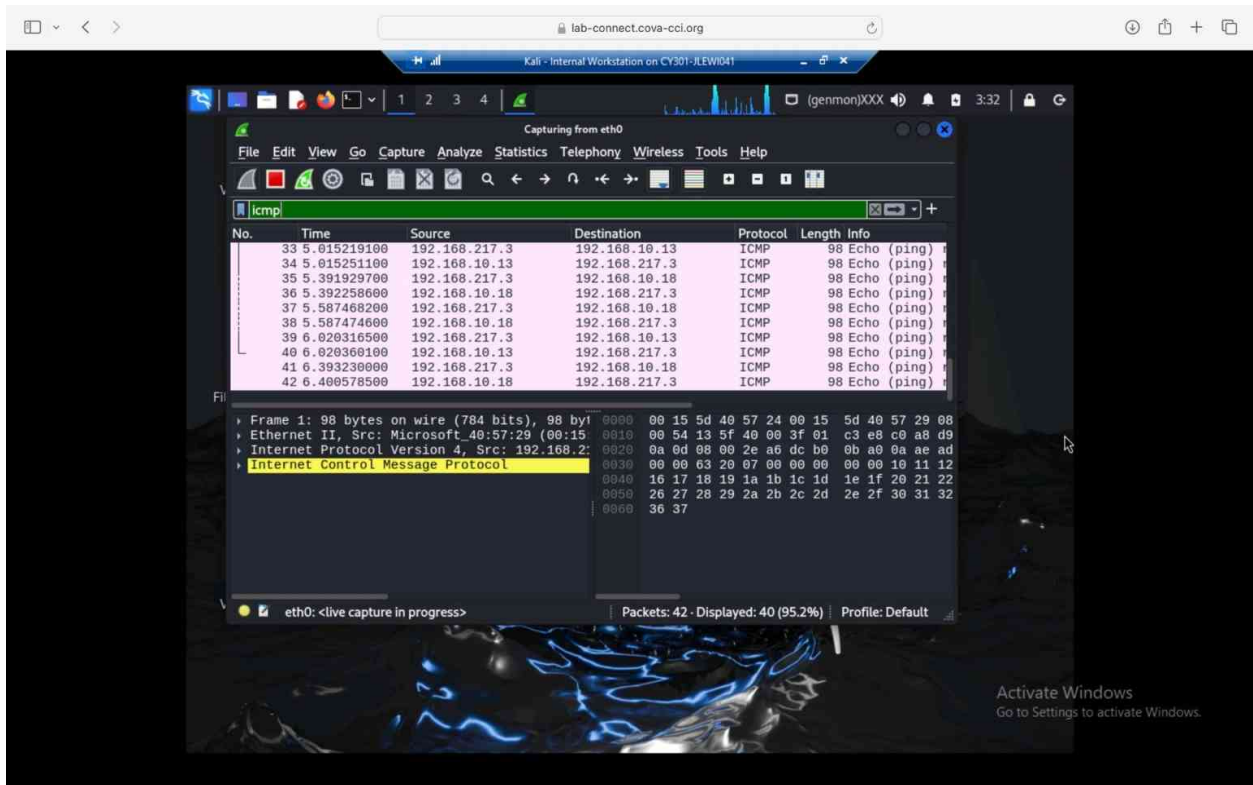 lab-connect.cova-cci.org
Kali - Internal Workstation on CY301-JLEWI041
1 2 3 4 (genmon)XXX 3:32
Capturing from eth0
File Edit View Go Capture Analyze Statistics Telephony Wireless Tools Help
icmp
No. Time Source Destination Protocol Length Info
33 5.015219100 192.168.217.3 192.168.10.13 ICMP 98 Echo (ping)
34 5.015251100 192.168.10.13 192.168.217.3 ICMP 98 Echo (ping)
35 5.391929700 192.168.217.3 192.168.10.18 ICMP 98 Echo (ping)
36 5.392258600 192.168.10.18 192.168.217.3 ICMP 98 Echo (ping)
37 5.587468200 192.168.217.3 192.168.10.18 ICMP 98 Echo (ping)
38 5.587474600 192.168.10.18 192.168.217.3 ICMP 98 Echo (ping)
39 6.020316500 192.168.217.3 192.168.10.13 ICMP 98 Echo (ping)
40 6.020360100 192.168.10.13 192.168.217.3 ICMP 98 Echo (ping)
41 6.393230000 192.168.217.3 192.168.10.18 ICMP 98 Echo (ping)
42 6.400578500 192.168.10.18 192.168.217.3 ICMP 98 Echo (ping)
Fil
Frame 1: 98 bytes on wire (784 bits), 98 byt
Ethernet II, Src: Microsoft_40:57:29 (00:15
Internet Protocol Version 4, Src: 192.168.2
Internet Control Message Protocol
0000 00 15 5d 40 57 24 00 15 5d 40 57 29 08
0010 00 54 13 5f 40 00 3f 01 c3 e8 c0 a8 d9
0020 0a 0d 08 00 2e a6 dc b0 0b a0 0a ae ad
0030 00 00 63 20 07 00 00 00 00 00 10 11 12
0040 16 17 18 19 1a 1b 1c 1d 1e 1f 20 21 22
0050 26 27 28 29 2a 2b 2c 2d 2e 2f 30 31 32
0060 36 37
eth0: <live capture in progress> Packets: 42 · Displayed: 40 (95.2%) Profile: Default
Activate Windows
Go to Settings to activate Windows.